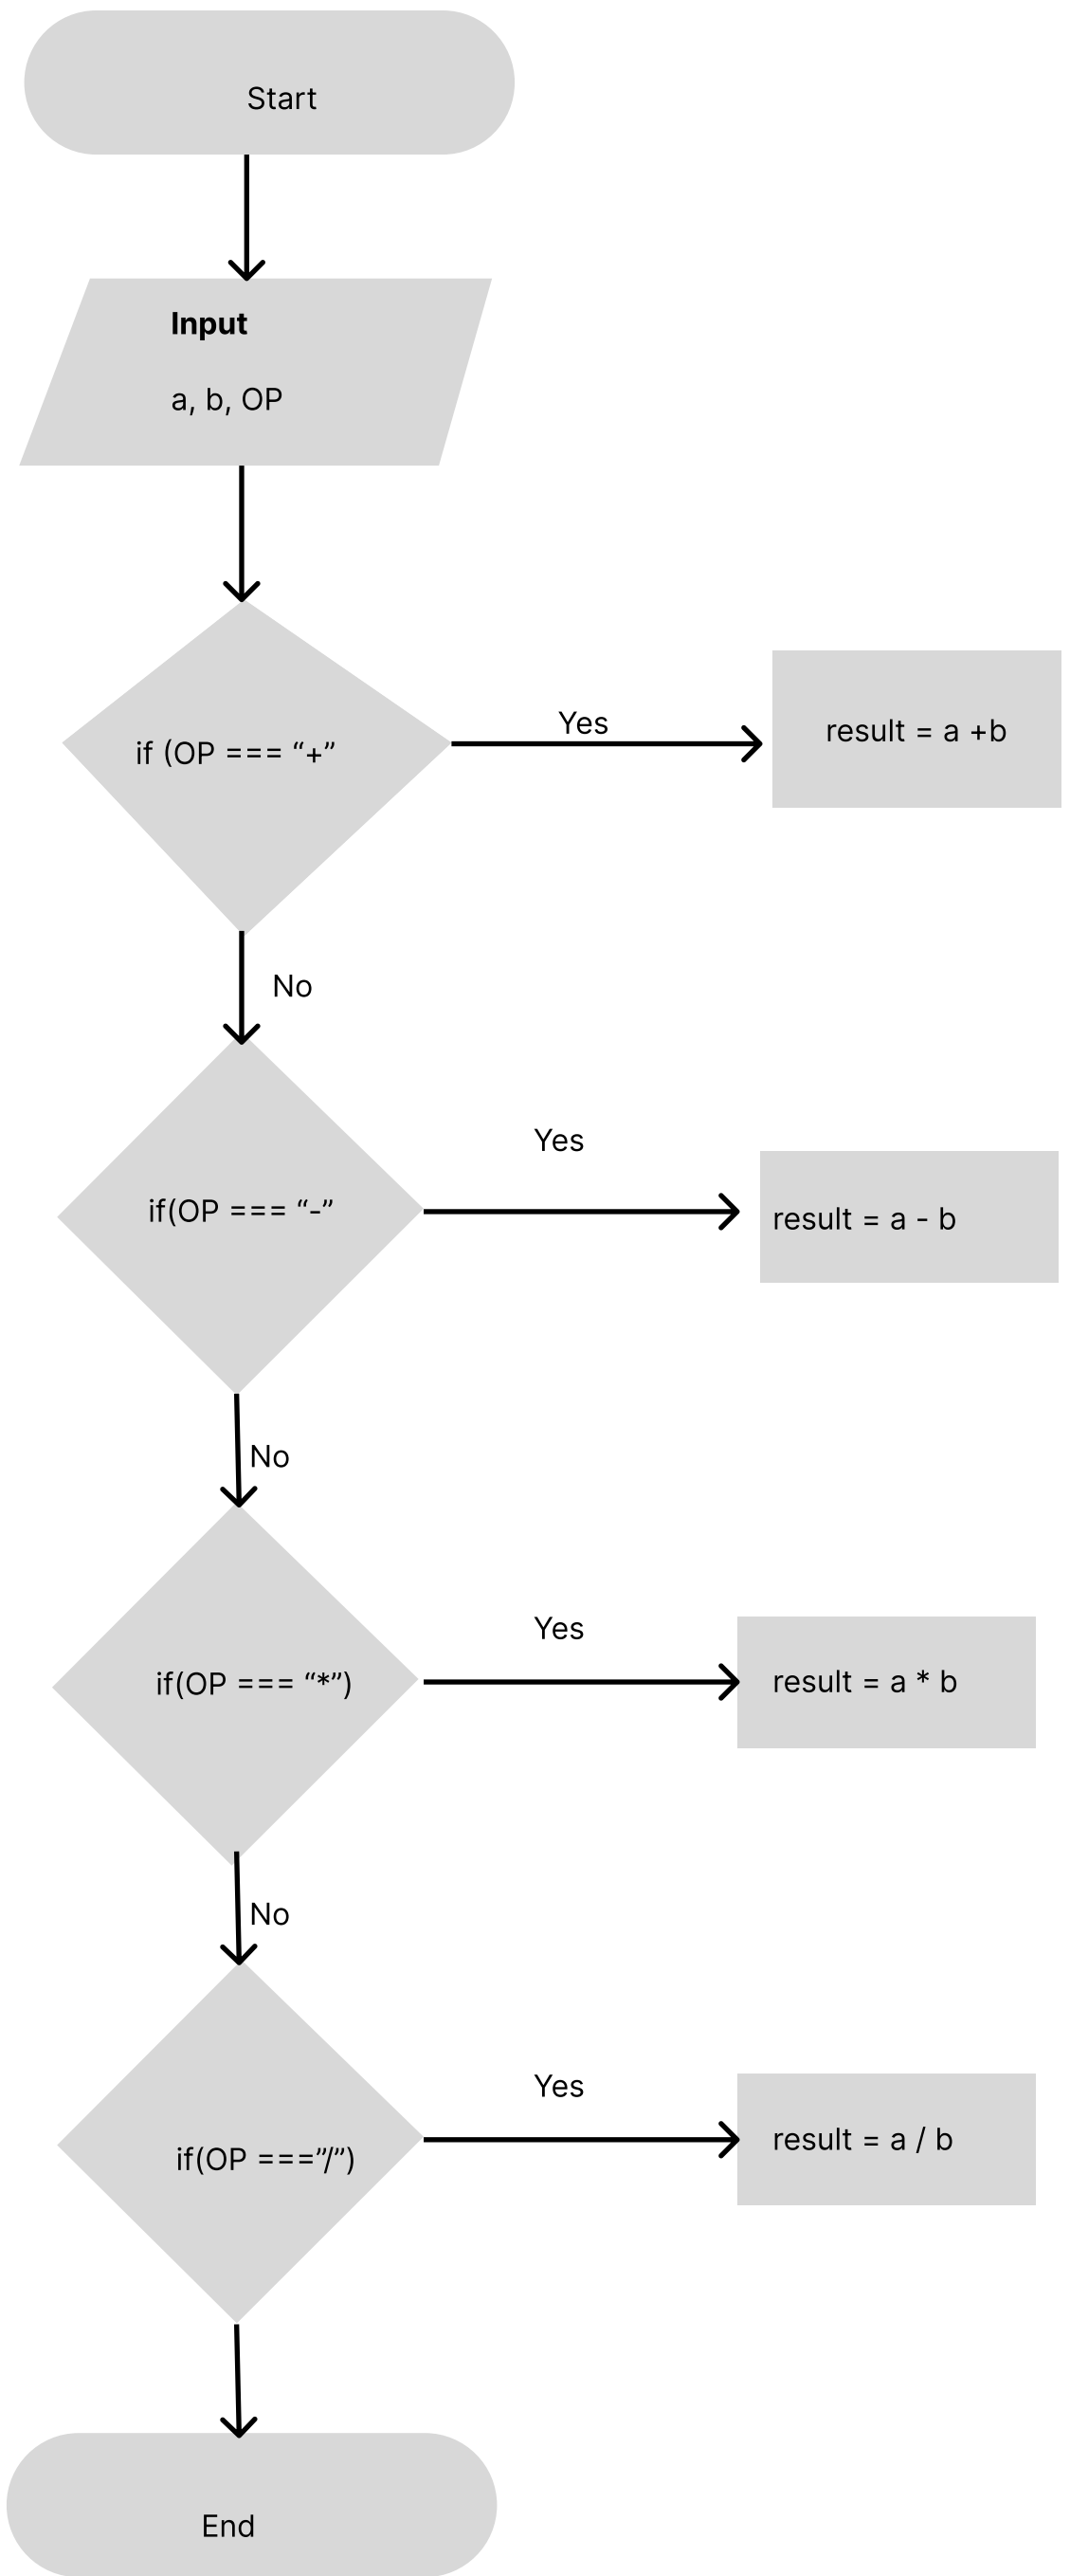 Start
Input
a, b, OP
if (OP === “+”
Yes
result = a +b
No
if(OP === “-”
Yes
result = a - b
No
if(OP === “*”)
Yes
result = a * b
No
if(OP ===”/”)
Yes
result = a / b
End